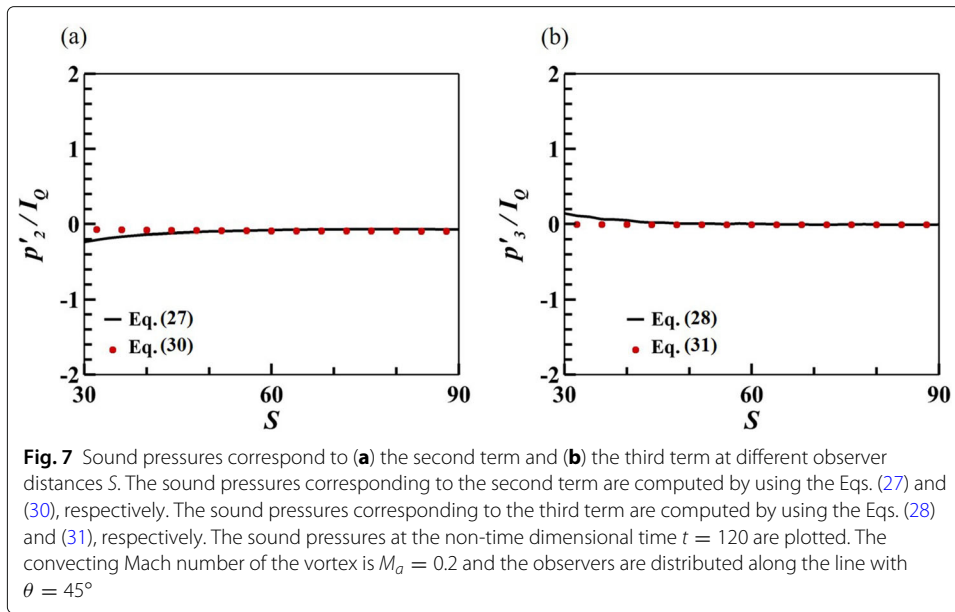 (a)
2
1
0
-1
-2
p'₂/I_Q
Eq. (27)
Eq. (30)
30
60
90
S
(b)
2
1
0
-1
-2
p'₃/I_Q
Eq. (28)
Eq. (31)
30
60
90
S
Fig. 7 Sound pressures correspond to (a) the second term and (b) the third term at different observer
distances S. The sound pressures corresponding to the second term are computed by using the Eqs. (27) and
(30), respectively. The sound pressures corresponding to the third term are computed by using the Eqs. (28)
and (31), respectively. The sound pressures at the non-time dimensional time t = 120 are plotted. The
convecting Mach number of the vortex is Mₐ = 0.2 and the observers are distributed along the line with
θ = 45°